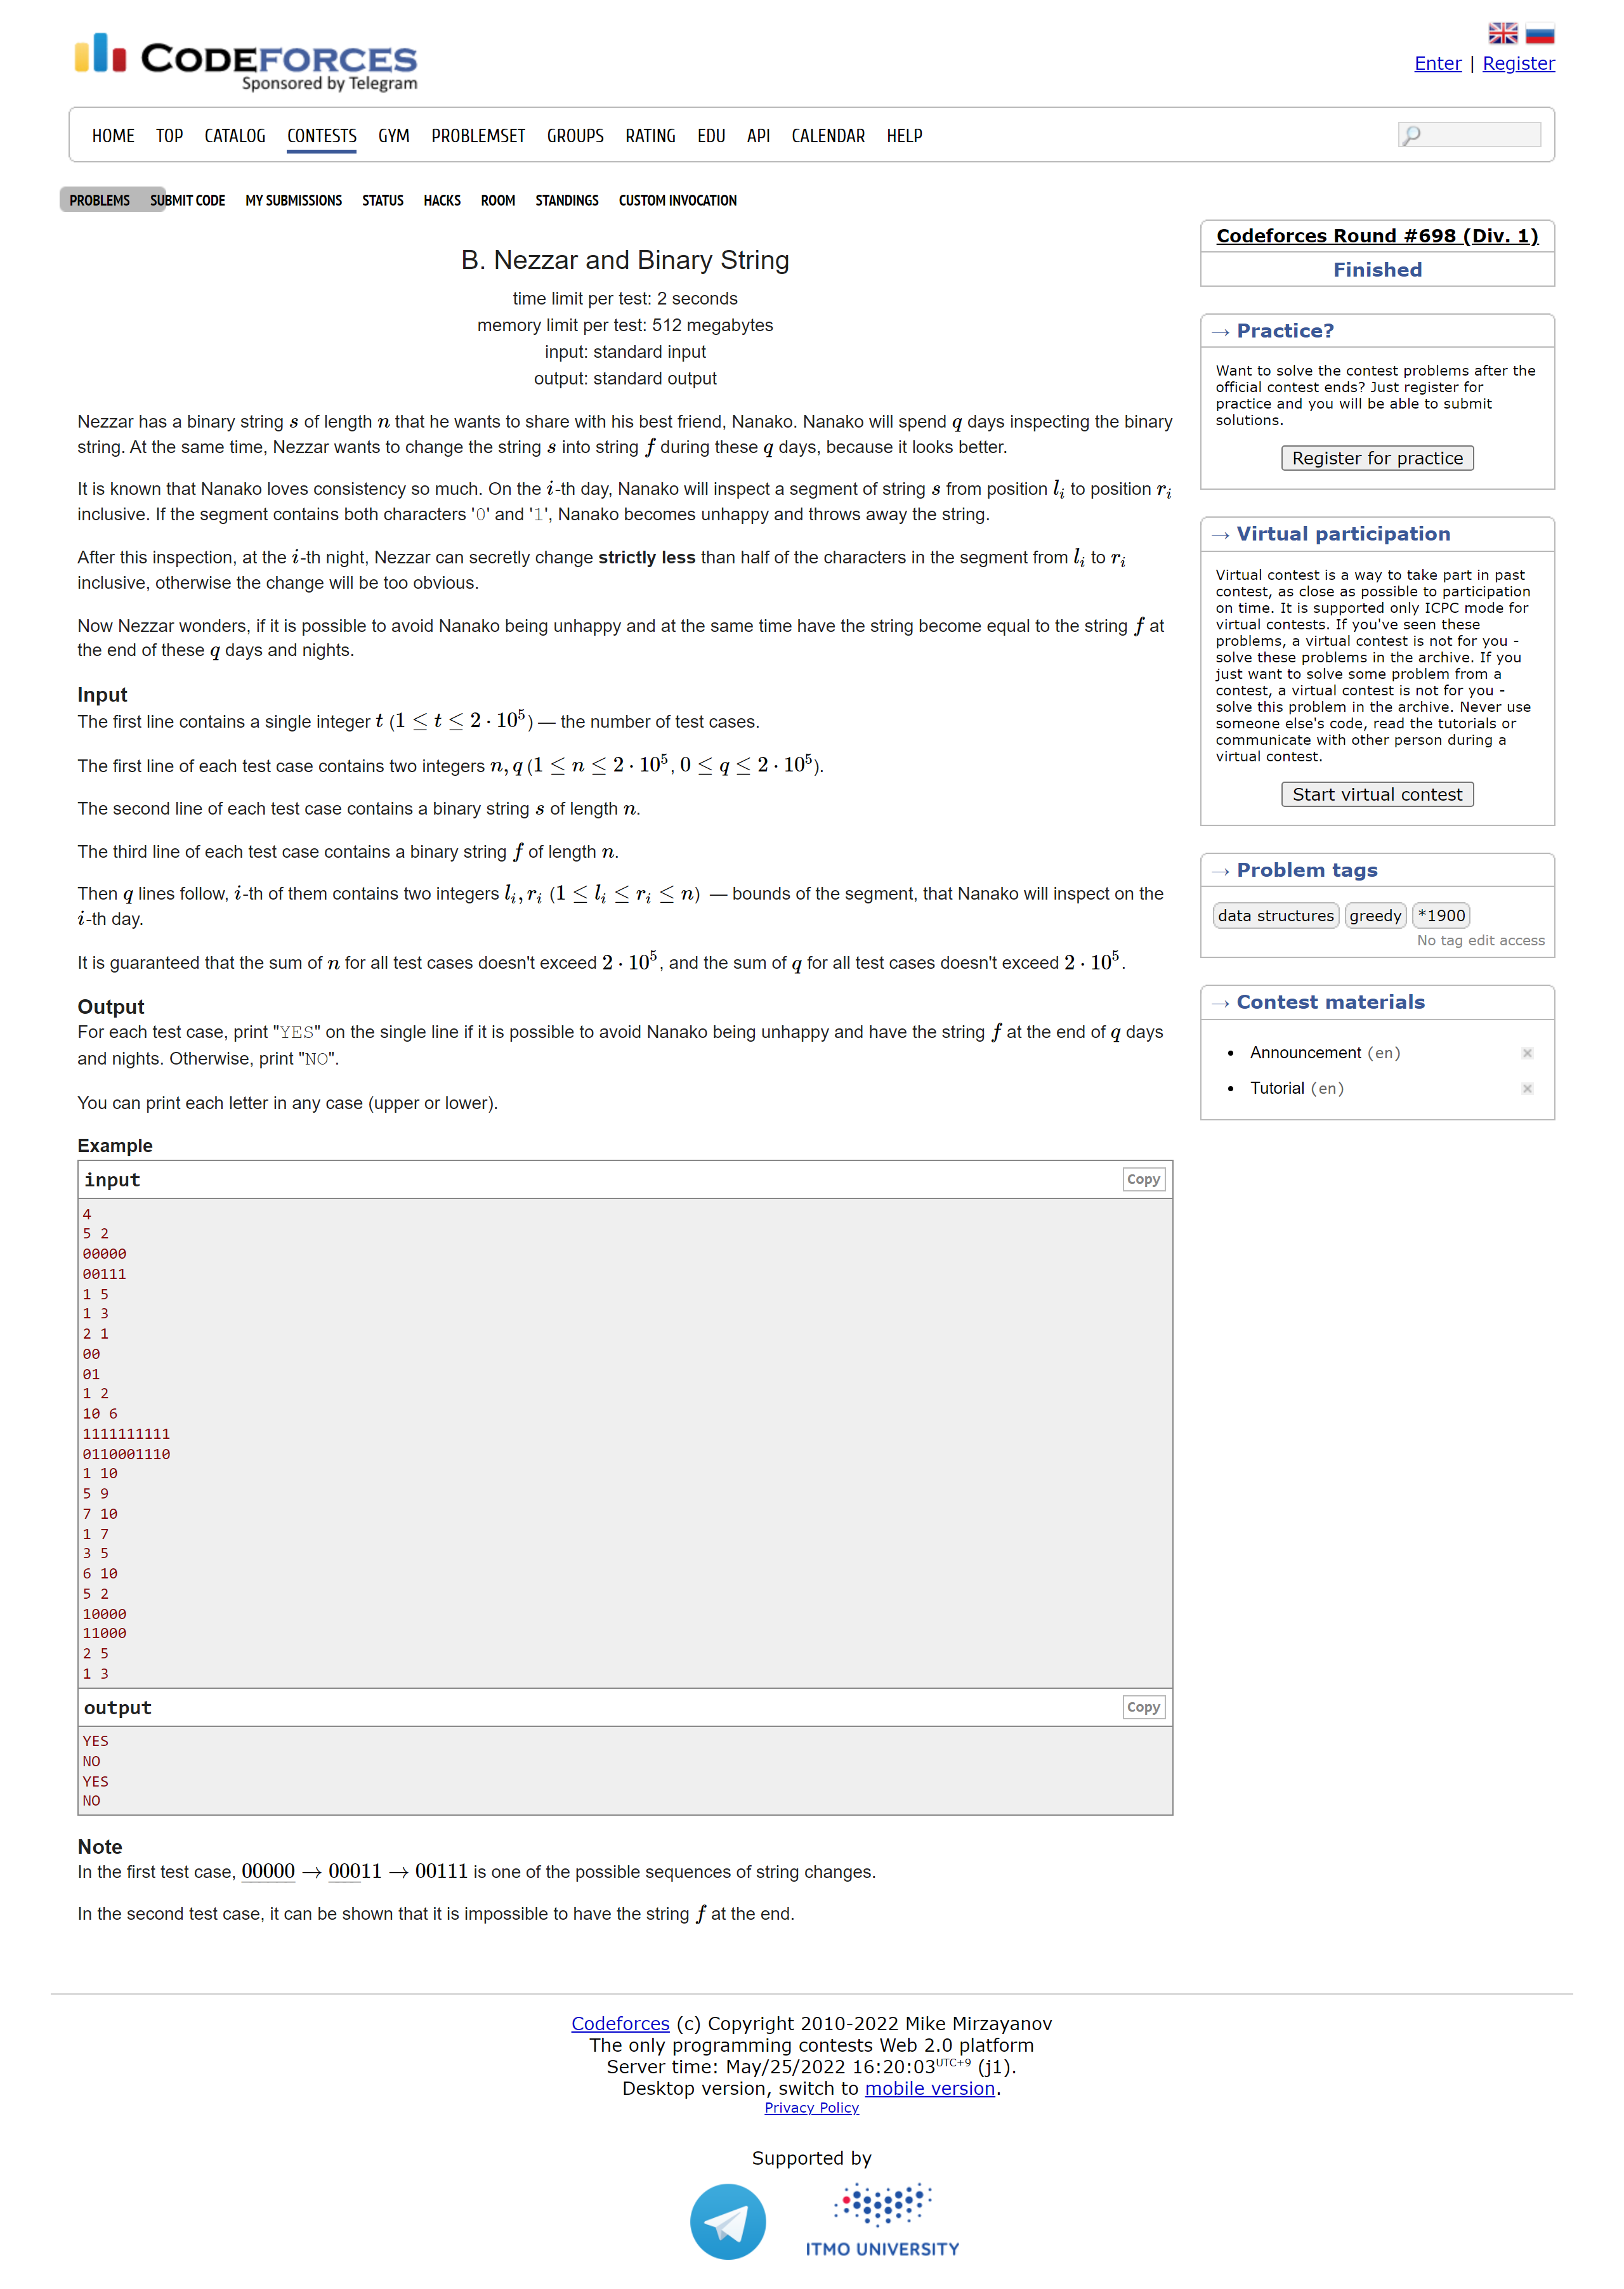 CODEFORCES
Sponsored by Telegram
Enter | Register
HOME TOP CATALOG CONTESTS GYM PROBLEMSET GROUPS RATING EDU API CALENDAR HELP
PROBLEMS SUBMIT CODE MY SUBMISSIONS STATUS HACKS ROOM STANDINGS CUSTOM INVOCATION
B. Nezzar and Binary String
time limit per test: 2 seconds
memory limit per test: 512 megabytes
input: standard input
output: standard output
Nezzar has a binary string s of length n that he wants to share with his best friend, Nanako. Nanako will spend q days inspecting the binary
string. At the same time, Nezzar wants to change the string s into string f during these q days, because it looks better.
It is known that Nanako loves consistency so much. On the i-th day, Nanako will inspect a segment of string s from position l_i to position r_i
inclusive. If the segment contains both characters '0' and '1', Nanako becomes unhappy and throws away the string.
After this inspection, at the i-th night, Nezzar can secretly change strictly less than half of the characters in the segment from l_i to r_i
inclusive, otherwise the change will be too obvious.
Now Nezzar wonders, if it is possible to avoid Nanako being unhappy and at the same time have the string become equal to the string f at
the end of these q days and nights.
Input
The first line contains a single integer t (1 ≤ t ≤ 2 · 10^5) — the number of test cases.
The first line of each test case contains two integers n, q (1 ≤ n ≤ 2 · 10^5, 0 ≤ q ≤ 2 · 10^5).
The second line of each test case contains a binary string s of length n.
The third line of each test case contains a binary string f of length n.
Then q lines follow, i-th of them contains two integers l_i, r_i (1 ≤ l_i ≤ r_i ≤ n) — bounds of the segment, that Nanako will inspect on the
i-th day.
It is guaranteed that the sum of n for all test cases doesn't exceed 2 · 10^5, and the sum of q for all test cases doesn't exceed 2 · 10^5.
Output
For each test case, print "YES" on the single line if it is possible to avoid Nanako being unhappy and have the string f at the end of q days
and nights. Otherwise, print "NO".
You can print each letter in any case (upper or lower).
Example
input Copy
4
5 2
00000
00111
1 5
1 3
2 1
00
01
1 2
10 6
1111111111
0110001110
1 10
5 9
7 10
1 7
3 5
6 10
5 2
10000
11000
2 5
1 3
output Copy
YES
NO
YES
NO
Note
In the first test case, 00000 → 00011 → 00111 is one of the possible sequences of string changes.
In the second test case, it can be shown that it is impossible to have the string f at the end.
Codeforces Round #698 (Div. 1)
Finished
→ Practice?
Want to solve the contest problems after the
official contest ends? Just register for
practice and you will be able to submit
solutions.
Register for practice
→ Virtual participation
Virtual contest is a way to take part in past
contest, as close as possible to participation
on time. It is supported only ICPC mode for
virtual contests. If you've seen these
problems, a virtual contest is not for you -
solve these problems in the archive. If you
just want to solve some problem from a
contest, a virtual contest is not for you -
solve this problem in the archive. Never use
someone else's code, read the tutorials or
communicate with other person during a
virtual contest.
Start virtual contest
→ Problem tags
data structures greedy *1900
No tag edit access
→ Contest materials
• Announcement (en) ×
• Tutorial (en) ×
Codeforces (c) Copyright 2010-2022 Mike Mirzayanov
The only programming contests Web 2.0 platform
Server time: May/25/2022 16:20:03 UTC+9 (j1).
Desktop version, switch to mobile version.
Privacy Policy
Supported by
ITMO UNIVERSITY